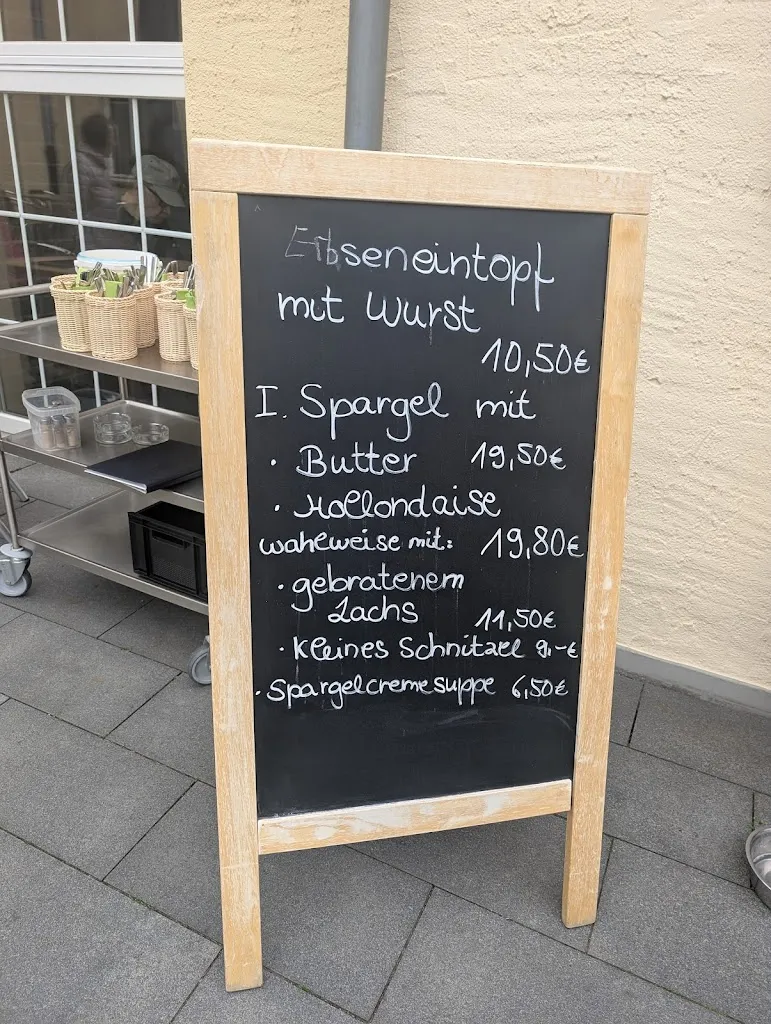 Erbseneintopf
mit Wurst
10,50€
I. Spargel mit
· Butter 19,50€
· Hollondaise
wahlweise mit: 19,80€
· gebratenem
Lachs 11,50€
· Kleines Schnitzel 9,-€
· Spargelcremesuppe 6,50€